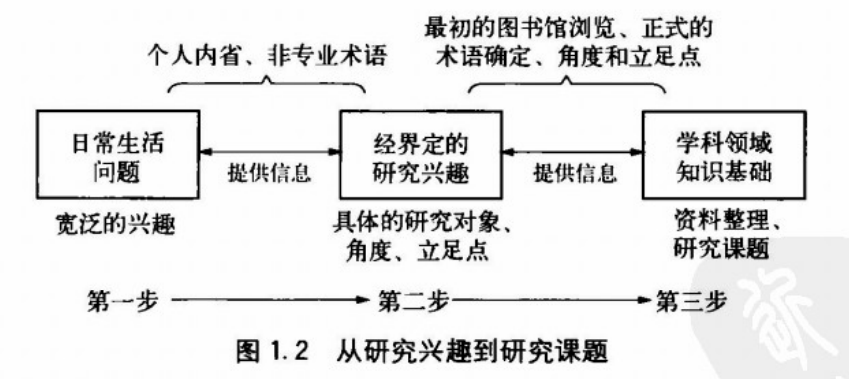 个人内省、非专业术语
最初的图书馆浏览、正式的
术语确定、角度和立足点
日常生活
问题
提供信息
经界定的
研究兴趣
提供信息
学科领域
知识基础
宽泛的兴趣
具体的研究对象、
角度、立足点
资料整理、
研究课题
第一步
第二步
第三步
图 1.2 从研究兴趣到研究课题